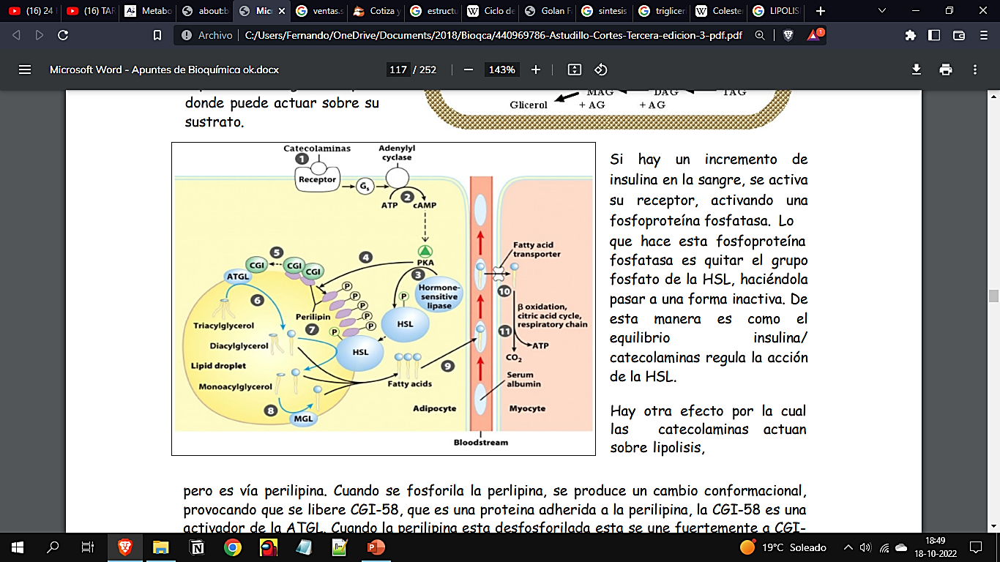 (16) 24 H
(16) TAR
Metabo
about:b
Mic
ventas.s
Cotiza y
estructu
Ciclo de
Golan F
sintesis
triglicer
Colester
LIPOLISI
Archivo
C:/Users/Fernando/OneDrive/Documents/2018/Bioqca/440969786-Astudillo-Cortes-Tercera-edicion-3-pdf.pdf
1
Microsoft Word - Apuntes de Bioquímica ok.docx
117 / 252
143%
donde puede actuar sobre su
sustrato.
MAG
DAG
TAG
Glicerol
+ AG
+ AG
Catecolaminas
1
Receptor
Gs
Adenylyl
cyclase
2
ATP
cAMP
PKA
3
4
5
CGI
CGI
CGI
ATGL
6
P
P
P
P
P
P
Perilipin
7
Hormone-
sensitive
lipase
HSL
HSL
Triacylglycerol
Diacylglycerol
Lipid droplet
Monoacylglycerol
8
MGL
Fatty acids
9
Adipocyte
Fatty acid
transporter
10
β oxidation,
citric acid cycle,
respiratory chain
11
ATP
CO2
Serum
albumin
Myocyte
Bloodstream
Si hay un incremento de
insulina en la sangre, se activa
su receptor, activando una
fosfoproteína fosfatasa. Lo
que hace esta fosfoproteína
fosfatasa es quitar el grupo
fosfato de la HSL, haciéndola
pasar a una forma inactiva. De
esta manera es como el
equilibrio insulina/
catecolaminas regula la acción
de la HSL.
Hay otra efecto por la cual
las catecolaminas actuan
sobre lipolisis,
pero es vía perilipina. Cuando se fosforila la perlipina, se produce un cambio conformacional,
provocando que se libere CGI-58, que es una proteina adherida a la perilipina, la CGI-58 es una
activador de la ATGL. Cuando la perilipina esta desfosforilada esta se une fuertemente a CGI-
19°C Soleado
18:49
18-10-2022